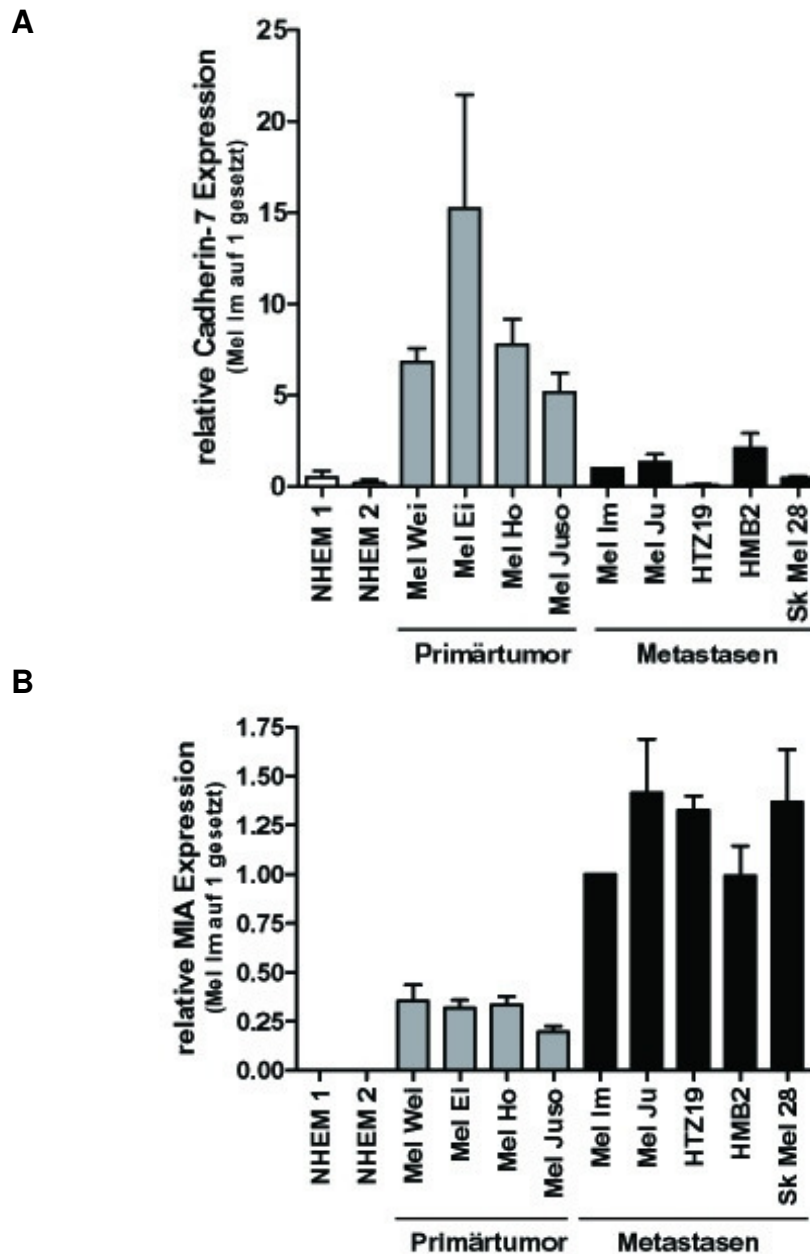 A
relative Cadherin-7 Expression
(Mel Im auf 1 gesetzt)
25
20
15
10
5
0
NHEM 1
NHEM 2
Mel Wei
Mel Ei
Mel Ho
Mel Juso
Mel Im
Mel Ju
HTZ19
HMB2
Sk Mel 28
Primärtumor
Metastasen
B
relative MIA Expression
(Mel Im auf 1 gesetzt)
1.75
1.50
1.25
1.00
0.75
0.50
0.25
0.00
NHEM 1
NHEM 2
Mel Wei
Mel Ei
Mel Ho
Mel Juso
Mel Im
Mel Ju
HTZ19
HMB2
Sk Mel 28
Primärtumor
Metastasen